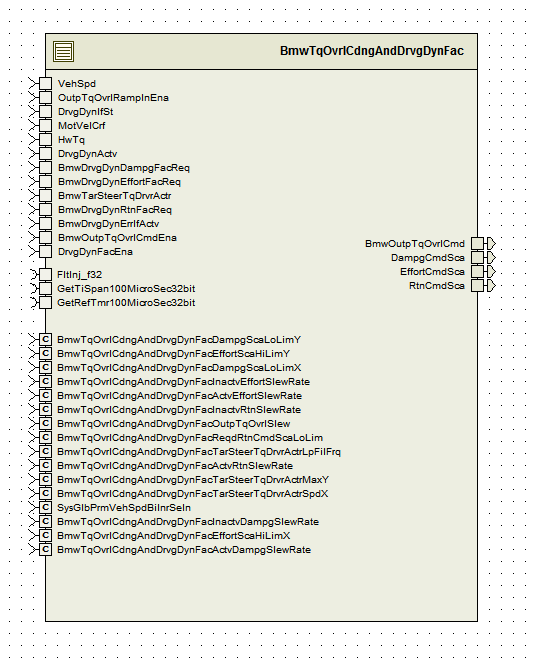 BmwTqOvrlCdngAndDrvgDynFac
VehSpd
OutpTqOvrlRampInEna
DrvgDynIfSt
MotVelCrf
HwTq
DrvgDynActv
BmwDrvgDynDampgFacReq
BmwDrvgDynEffortFacReq
BmwTarSteerTqDrvrActr
BmwDrvgDynRtnFacReq
BmwDrvgDynErrIfActv
BmwOutpTqOvrlCmdEna
DrvgDynFacEna
BmwOutpTqOvrlCmd
DampgCmdSca
EffortCmdSca
RtnCmdSca
FltInj_f32
GetTiSpan100MicroSec32bit
GetRefTmr100MicroSec32bit
C BmwTqOvrlCdngAndDrvgDynFacDampgScaLoLimY
C BmwTqOvrlCdngAndDrvgDynFacEffortScaHiLimY
C BmwTqOvrlCdngAndDrvgDynFacDampgScaLoLimX
C BmwTqOvrlCdngAndDrvgDynFacInactvEffortSlewRate
C BmwTqOvrlCdngAndDrvgDynFacActvEffortSlewRate
C BmwTqOvrlCdngAndDrvgDynFacInactvRtnSlewRate
C BmwTqOvrlCdngAndDrvgDynFacOutpTqOvrlSlew
C BmwTqOvrlCdngAndDrvgDynFacReqdRtnCmdScaLoLim
C BmwTqOvrlCdngAndDrvgDynFacTarSteerTqDrvrActrLpFilFrq
C BmwTqOvrlCdngAndDrvgDynFacActvRtnSlewRate
C BmwTqOvrlCdngAndDrvgDynFacTarSteerTqDrvrActrMaxY
C BmwTqOvrlCdngAndDrvgDynFacTarSteerTqDrvrActrSpdX
C SysGlbPrmVehSpdBilnrSeln
C BmwTqOvrlCdngAndDrvgDynFacInactvDampgSlewRate
C BmwTqOvrlCdngAndDrvgDynFacEffortScaHiLimX
C BmwTqOvrlCdngAndDrvgDynFacActvDampgSlewRate